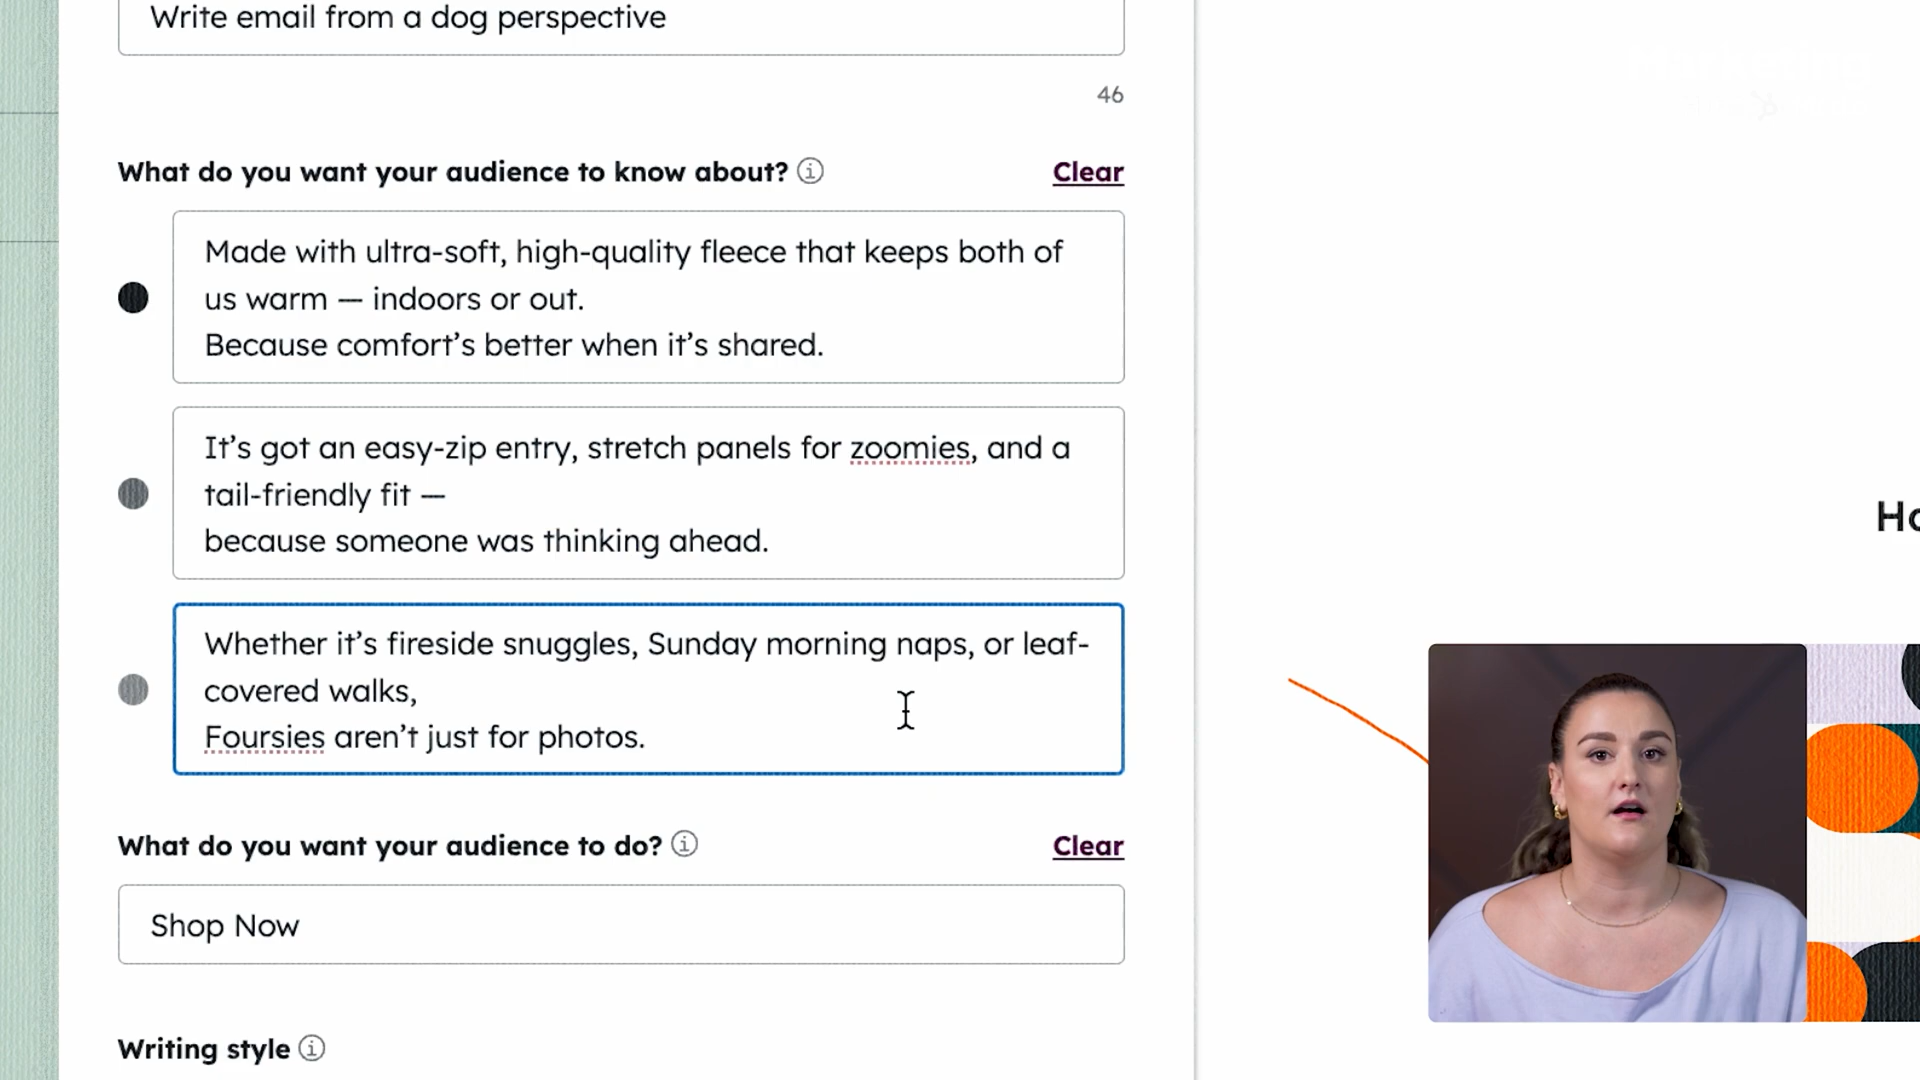 Write email from a dog perspective
46
What do you want your audience to know about?
Clear
Made with ultra-soft, high-quality fleece that keeps both of
us warm — indoors or out.
Because comfort’s better when it’s shared.
It’s got an easy-zip entry, stretch panels for zoomies, and a
tail-friendly fit —
because someone was thinking ahead.
Whether it’s fireside snuggles, Sunday morning naps, or leaf-
covered walks,
Foursies aren’t just for photos.
What do you want your audience to do?
Clear
Shop Now
Writing style